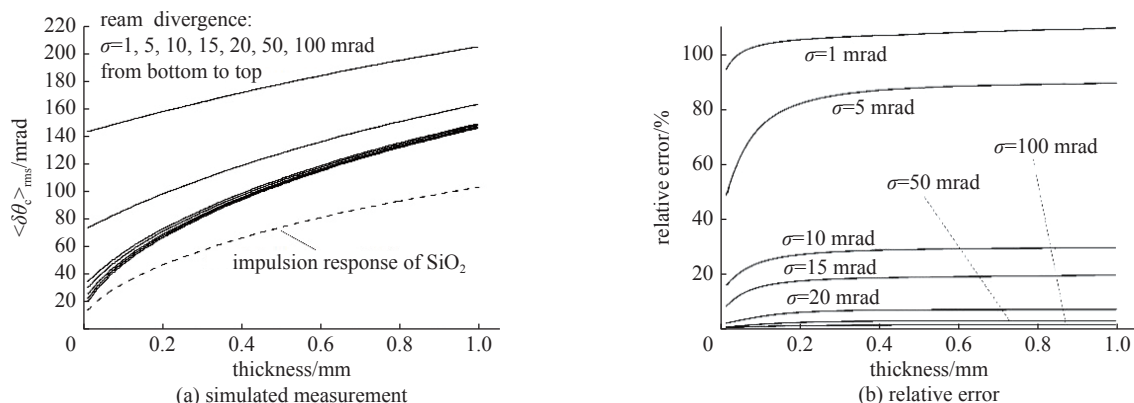 ream divergence:
σ=1, 5, 10, 15, 20, 50, 100 mrad
from bottom to top
220
200
180
160
140
120
100
80
60
40
20
<δθc>rms/mrad
impulsion response of SiO₂
0
0.2
0.4
0.6
0.8
1.0
thickness/mm
(a) simulated measurement
100
80
60
40
20
relative error/%
σ=1 mrad
σ=5 mrad
σ=100 mrad
σ=50 mrad
σ=10 mrad
σ=15 mrad
σ=20 mrad
0
0.2
0.4
0.6
0.8
1.0
thickness/mm
(b) relative error